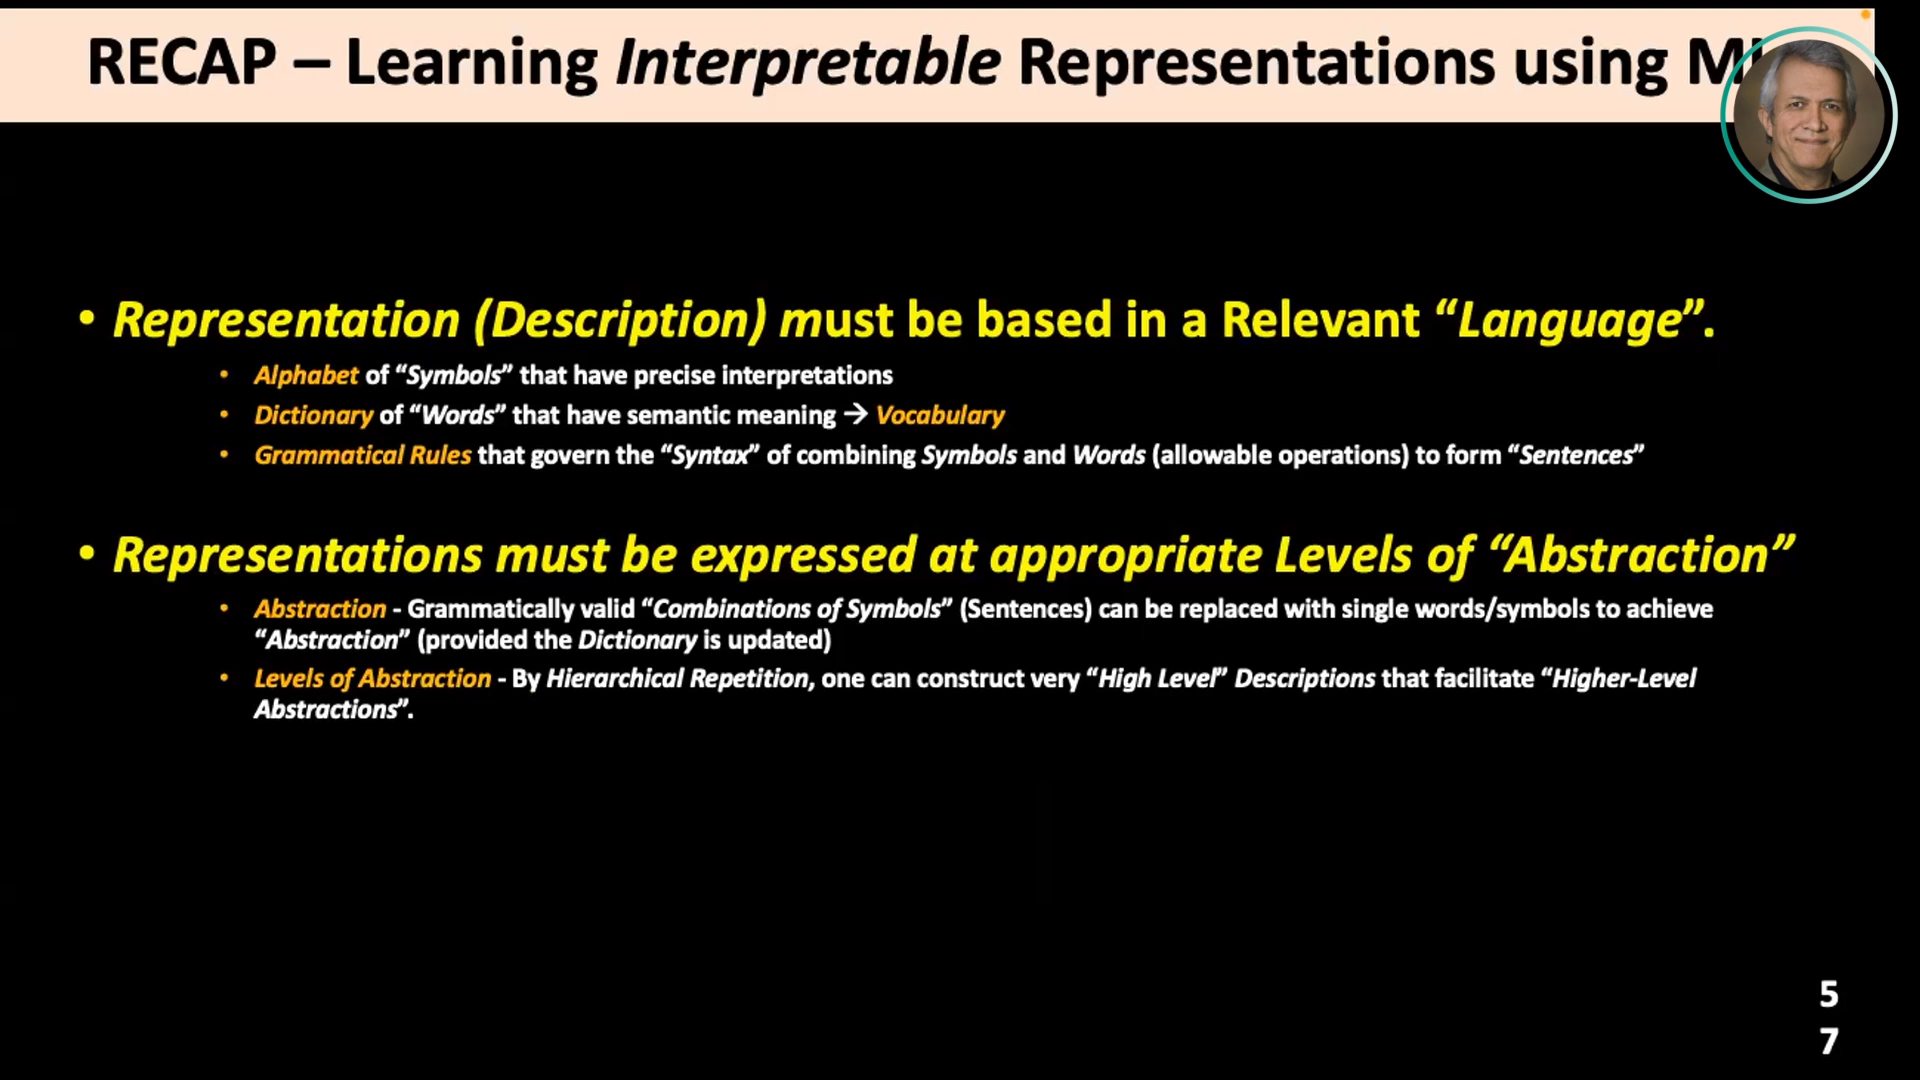 RECAP – Learning Interpretable Representations using
• Representation (Description) must be based in a Relevant “Language”.
• Alphabet of “Symbols” that have precise interpretations
• Dictionary of “Words” that have semantic meaning → Vocabulary
• Grammatical Rules that govern the “Syntax” of combining Symbols and Words (allowable operations) to form “Sentences”
• Representations must be expressed at appropriate Levels of “Abstraction”
• Abstraction - Grammatically valid “Combinations of Symbols” (Sentences) can be replaced with single words/symbols to achieve
“Abstraction” (provided the Dictionary is updated)
• Levels of Abstraction - By Hierarchical Repetition, one can construct very “High Level” Descriptions that facilitate “Higher-Level
Abstractions”.
5
7